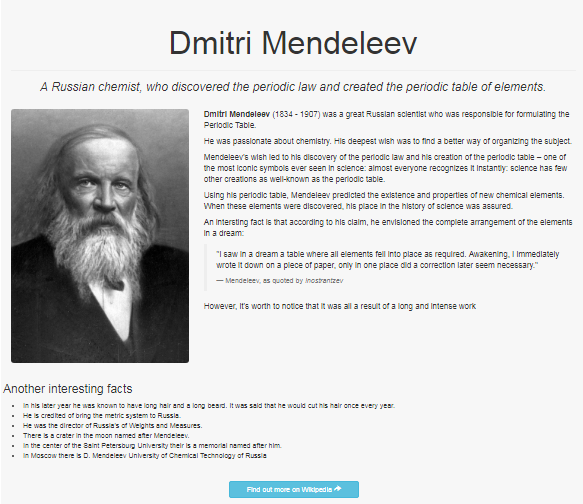 Dmitri Mendeleev
A Russian chemist, who discovered the periodic law and created the periodic table of elements.
Dmitri Mendeleev (1834 - 1907) was a great Russian scientist who was responsible for formulating the
Periodic Table.
He was passionate about chemistry. His deepest wish was to find a better way of organizing the subject.
Mendeleev's wish led to his discovery of the periodic law and his creation of the periodic table – one of
the most iconic symbols ever seen in science: almost everyone recognizes it instantly: science has few
other creations as well-known as the periodic table.
Using his periodic table, Mendeleev predicted the existence and properties of new chemical elements.
When these elements were discovered, his place in the history of science was assured.
An intersting fact is that according to his claim, he envisioned the complete arrangement of the elements
in a dream:
"I saw in a dream a table where all elements fell into place as required. Awakening, I immediately
wrote it down on a piece of paper, only in one place did a correction later seem necessary."
— Mendeleev, as quoted by Inostrantzev
However, it's worth to notice that it was all a result of a long and intense work
Another interesting facts
In his later year he was known to have long hair and a long beard. It was said that he would cut his hair once every year.
He is credited of bring the metric system to Russia.
He was the director of Russia's of Weights and Measures.
There is a crater in the moon named after Mendeleev.
In the center of the Saint Petersburg University their is a memorial named after him.
In Moscow there is D. Mendeleev University of Chemical Technology of Russia
Find out more on Wikipedia